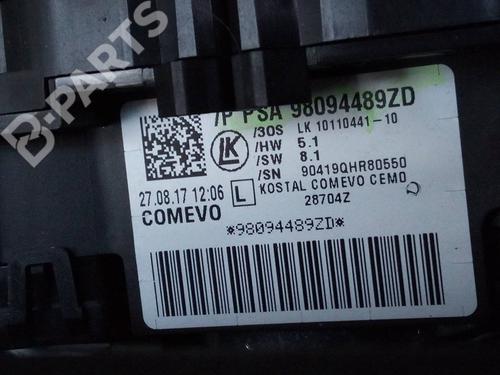 /P PSA 98094489ZD
/3OS LK 10110441-10
/HW 5.1
/SW 8.1
/SN 90419QHR80550
LK
27.08.17 12:06
L
KOSTAL COMEVO CEMO
28704Z
COMEVO
*98094489ZD*
B-PARTS